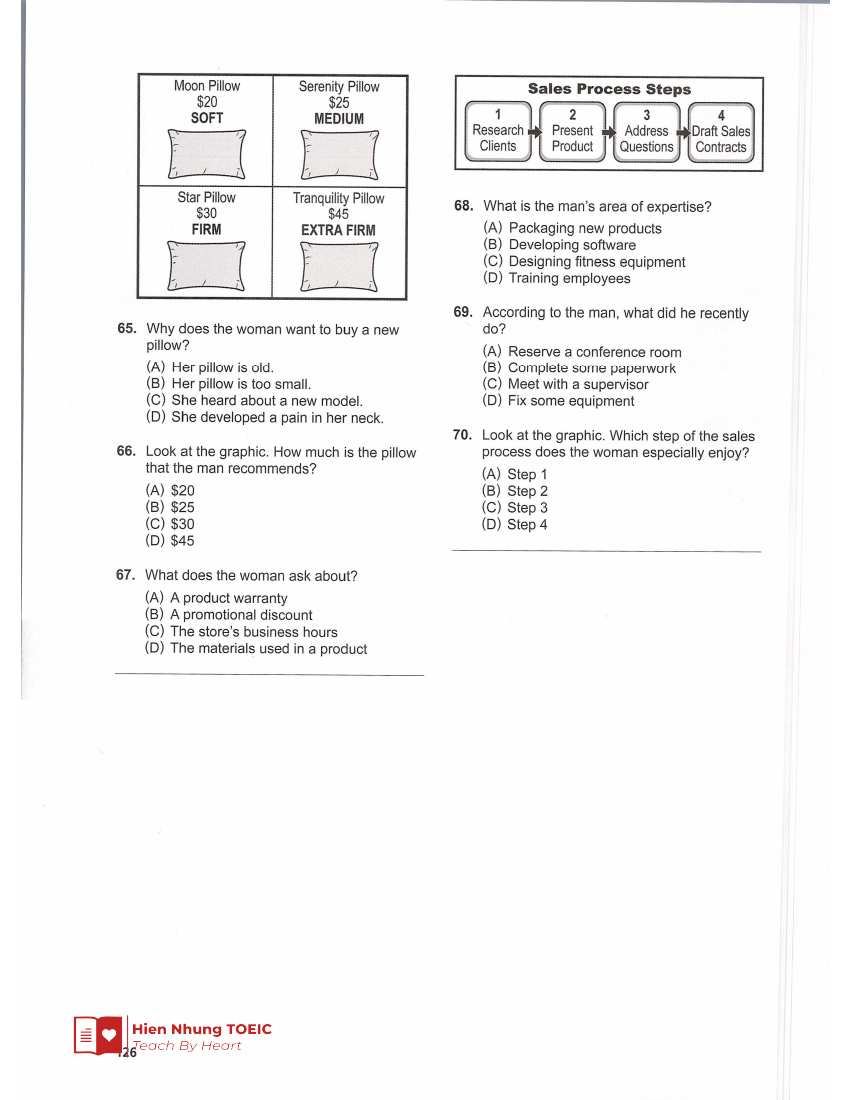 Moon Pillow
$20
SOFT
Serenity Pillow
$25
MEDIUM
Star Pillow
$30
FIRM
Tranquility Pillow
$45
EXTRA FIRM
65. Why does the woman want to buy a new
pillow?
(A) Her pillow is old.
(B) Her pillow is too small.
(C) She heard about a new model.
(D) She developed a pain in her neck.
66. Look at the graphic. How much is the pillow
that the man recommends?
(A) $20
(B) $25
(C) $30
(D) $45
67. What does the woman ask about?
(A) A product warranty
(B) A promotional discount
(C) The store's business hours
(D) The materials used in a product
Sales Process Steps
1
Research
Clients
2
Present
Product
3
Address
Questions
4
Draft Sales
Contracts
68. What is the man's area of expertise?
(A) Packaging new products
(B) Developing software
(C) Designing fitness equipment
(D) Training employees
69. According to the man, what did he recently
do?
(A) Reserve a conference room
(B) Complete some paperwork
(C) Meet with a supervisor
(D) Fix some equipment
70. Look at the graphic. Which step of the sales
process does the woman especially enjoy?
(A) Step 1
(B) Step 2
(C) Step 3
(D) Step 4
Hien Nhung TOEIC
Teach By Heart
126